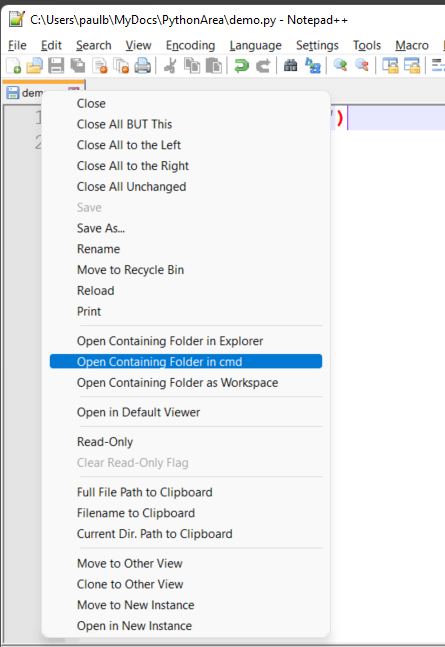 C:\Users\paulb\MyDocs\PythonArea\demo.py - Notepad++
File Edit Search View Encoding Language Settings Tools Macro
dem
1 ")
2
Close
Close All BUT This
Close All to the Left
Close All to the Right
Close All Unchanged
Save
Save As...
Rename
Move to Recycle Bin
Reload
Print
Open Containing Folder in Explorer
Open Containing Folder in cmd
Open Containing Folder as Workspace
Open in Default Viewer
Read-Only
Clear Read-Only Flag
Full File Path to Clipboard
Filename to Clipboard
Current Dir. Path to Clipboard
Move to Other View
Clone to Other View
Move to New Instance
Open in New Instance